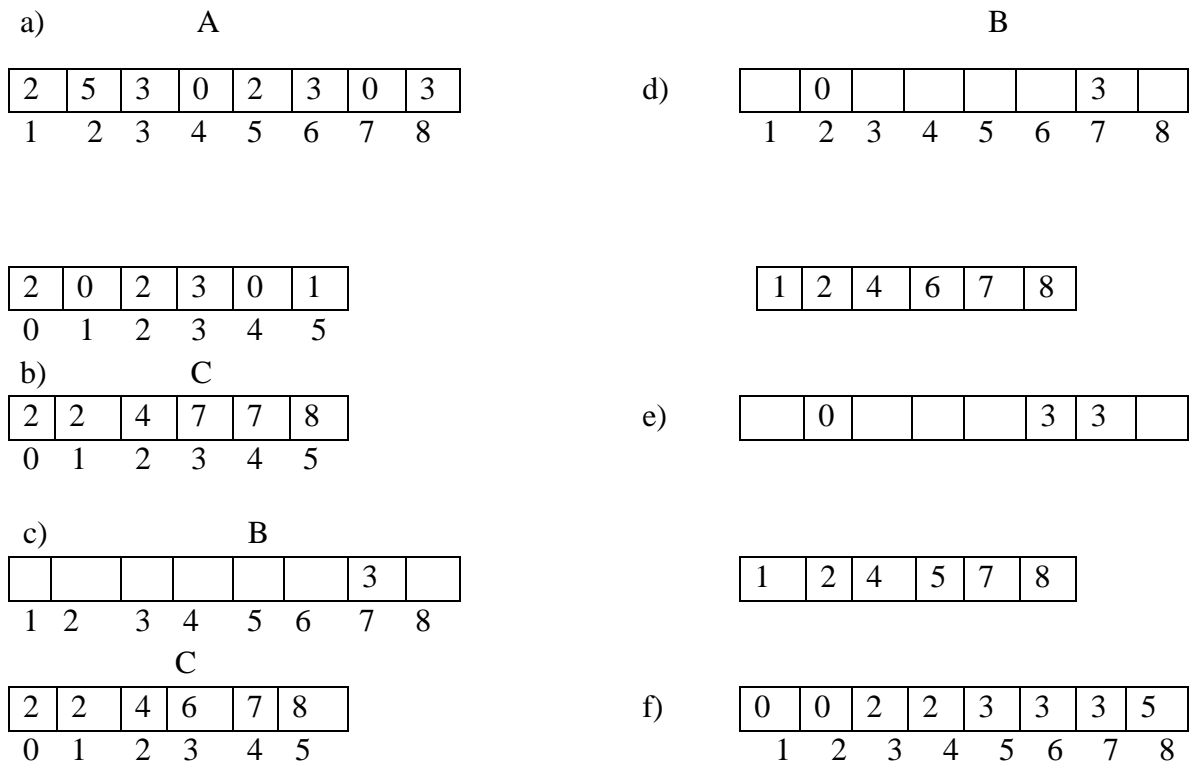 a) A
2 5 3 0 2 3 0 3
1 2 3 4 5 6 7 8
2 0 2 3 0 1
0 1 2 3 4 5
b) C
2 2 4 7 7 8
0 1 2 3 4 5
c) B
3
1 2 3 4 5 6 7 8
C
2 2 4 6 7 8
0 1 2 3 4 5
B
d) 0 3
1 2 3 4 5 6 7 8
1 2 4 6 7 8
e) 0 3 3
1 2 4 5 7 8
f) 0 0 2 2 3 3 3 5
1 2 3 4 5 6 7 8